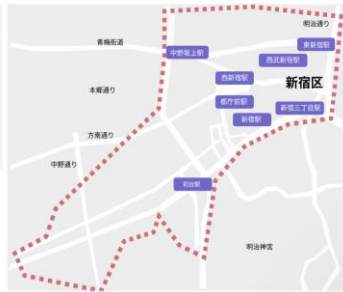 明治通り
青梅街道
東新宿駅
中野坂上駅
西武新宿駅
西新宿駅
新宿区
本郷通り
都庁前駅
新宿三丁目駅
新宿駅
方南通り
中野通り
初台駅
明治神宮